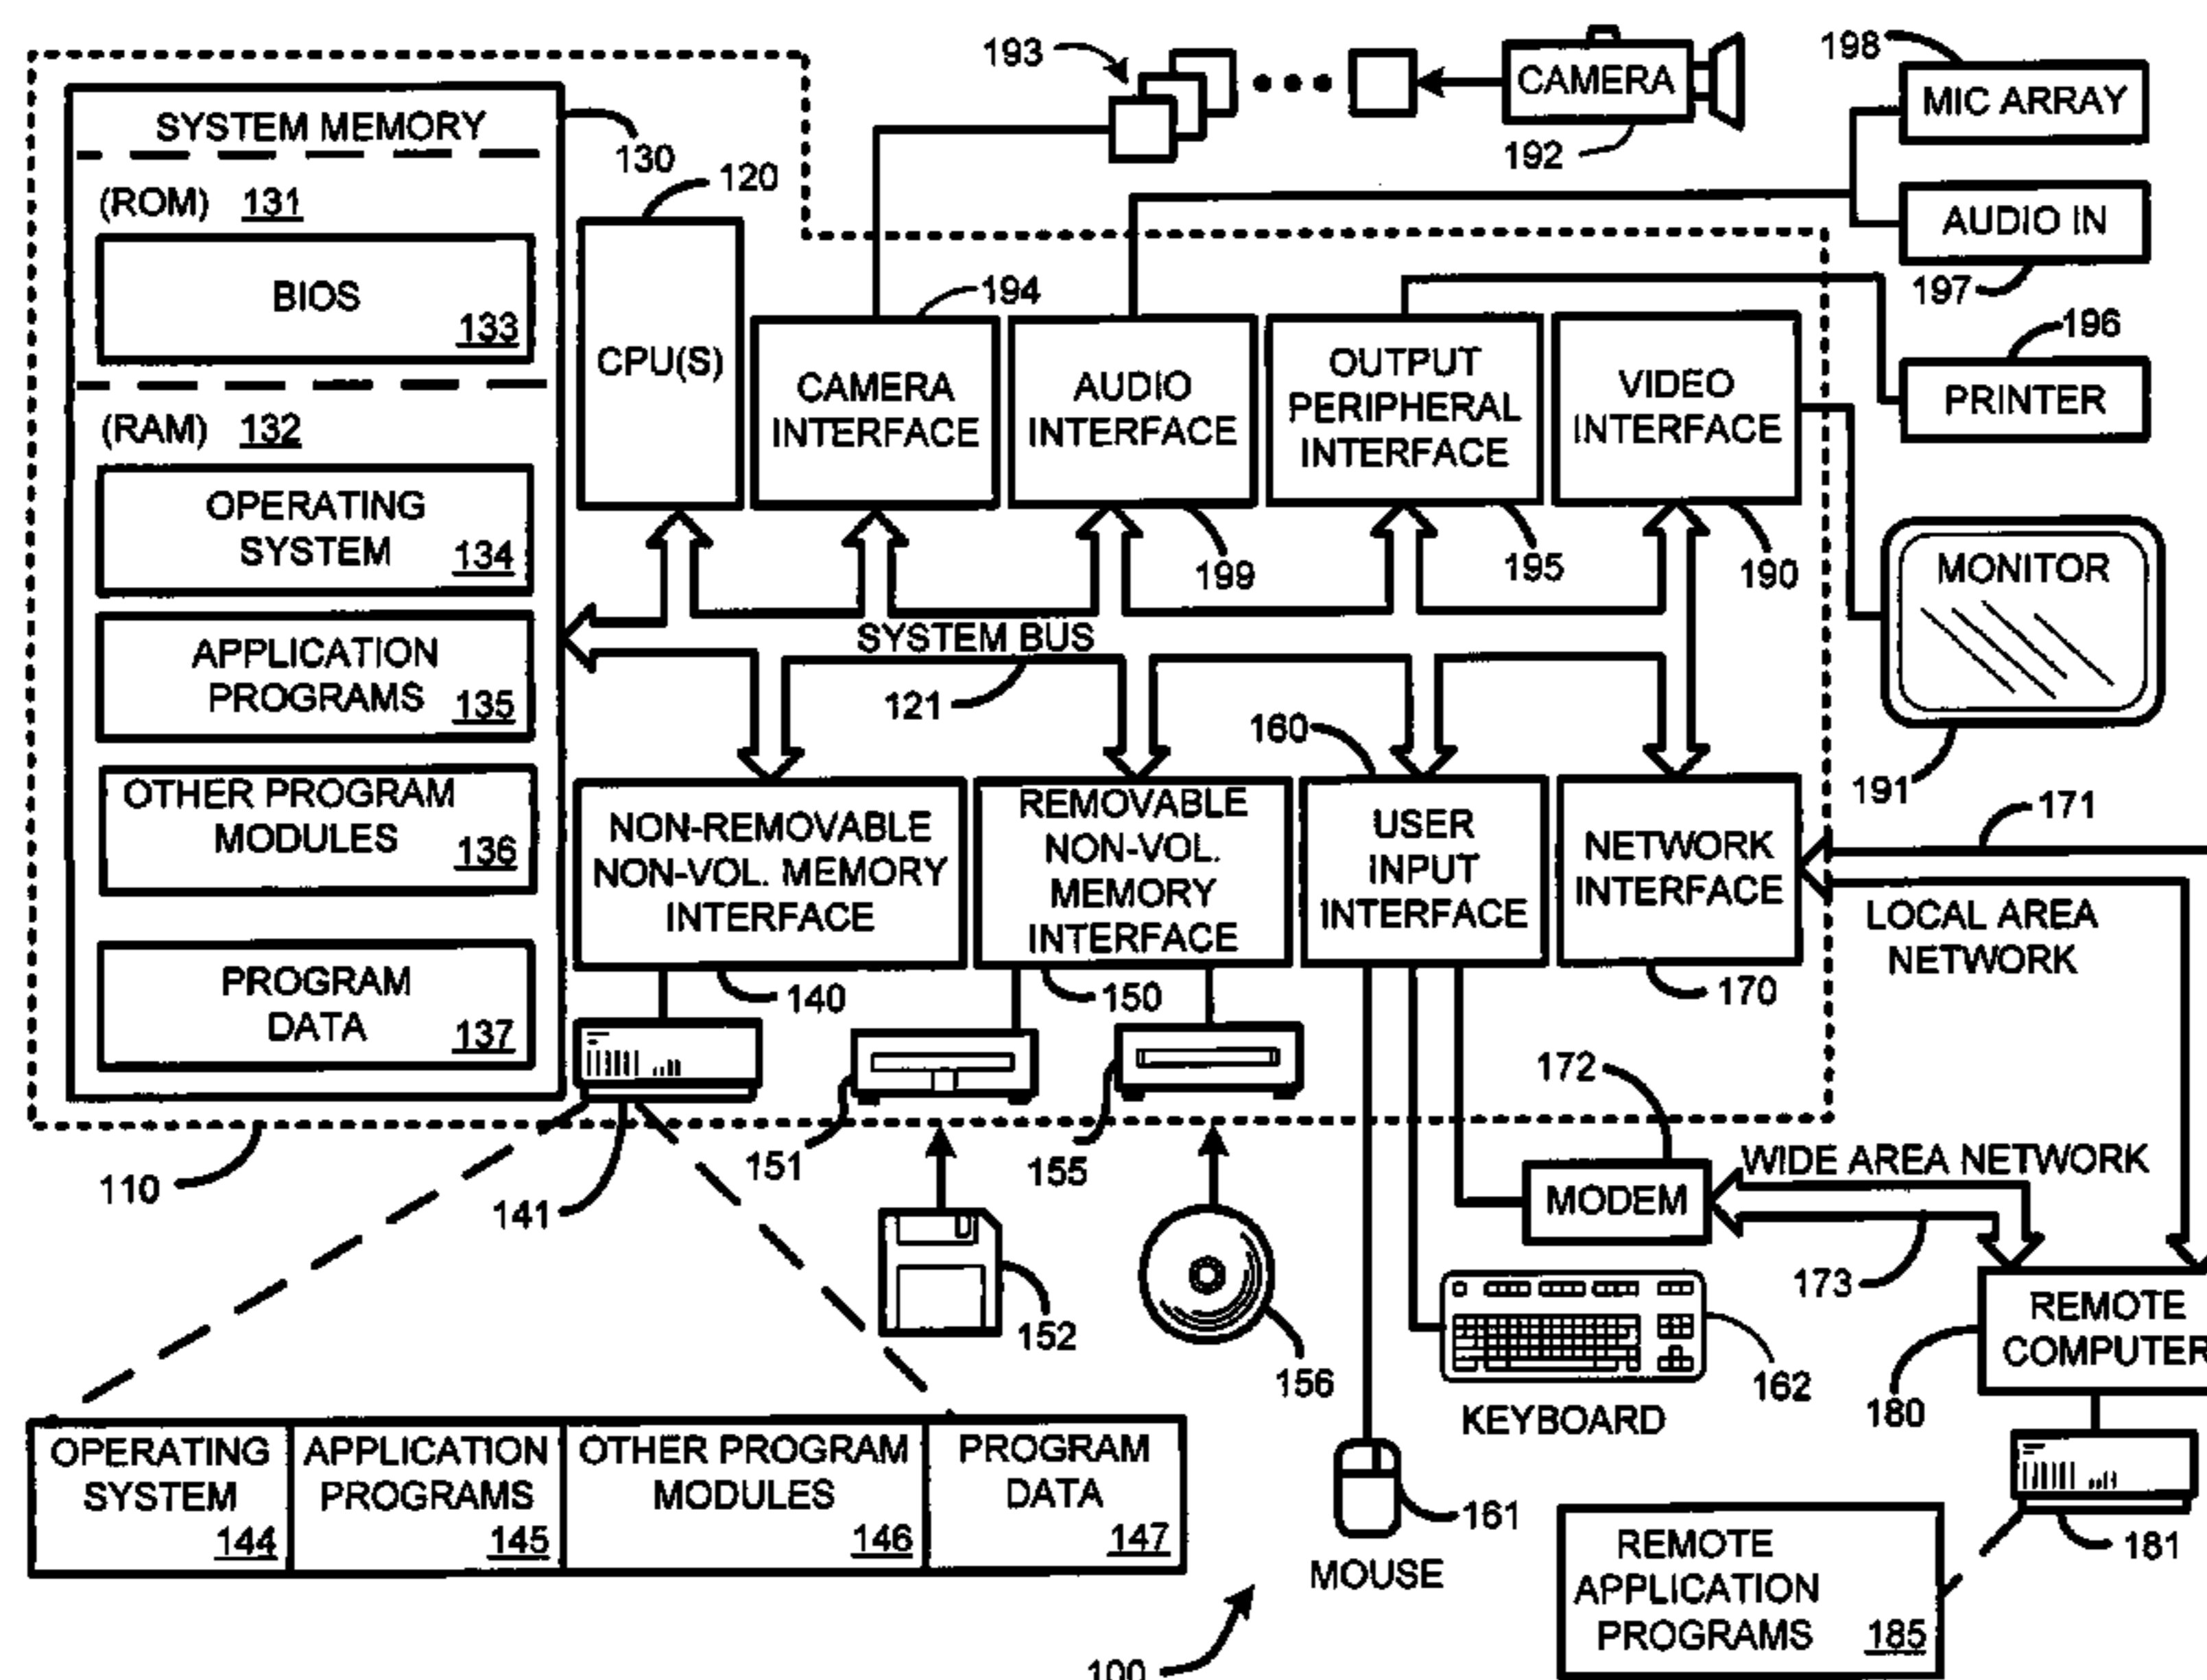 193
CAMERA
192
198
MIC ARRAY
AUDIO IN
197
196
PRINTER
SYSTEM MEMORY
130
(ROM) 131
BIOS
133
(RAM) 132
OPERATING
SYSTEM
134
APPLICATION
PROGRAMS
135
OTHER PROGRAM
MODULES
136
PROGRAM
DATA
137
120
CPU(S)
194
CAMERA
INTERFACE
AUDIO
INTERFACE
199
OUTPUT
PERIPHERAL
INTERFACE
195
VIDEO
INTERFACE
190
MONITOR
191
SYSTEM BUS
121
NON-REMOVABLE
NON-VOL. MEMORY
INTERFACE
140
REMOVABLE
NON-VOL.
MEMORY
INTERFACE
150
160
USER
INPUT
INTERFACE
NETWORK
INTERFACE
170
171
LOCAL AREA
NETWORK
110
141
151
155
152
156
172
MODEM
WIDE AREA NETWORK
173
162
KEYBOARD
161
MOUSE
REMOTE
COMPUTER
180
181
REMOTE
APPLICATION
PROGRAMS
185
OPERATING
SYSTEM
144
APPLICATION
PROGRAMS
145
OTHER PROGRAM
MODULES
146
PROGRAM
DATA
147
100